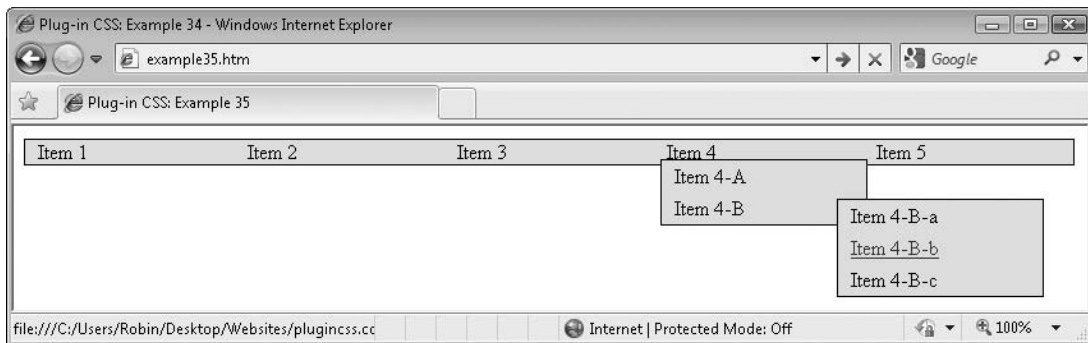 Plug-in CSS: Example 34 - Windows Internet Explorer
example35.htm
Google
Plug-in CSS: Example 35
Item 1 Item 2 Item 3 Item 4 Item 5
Item 4-A
Item 4-B
Item 4-B-a
Item 4-B-b
Item 4-B-c
file:///C:/Users/Robin/Desktop/Websites/plugincss.cc Internet | Protected Mode: Off 100%